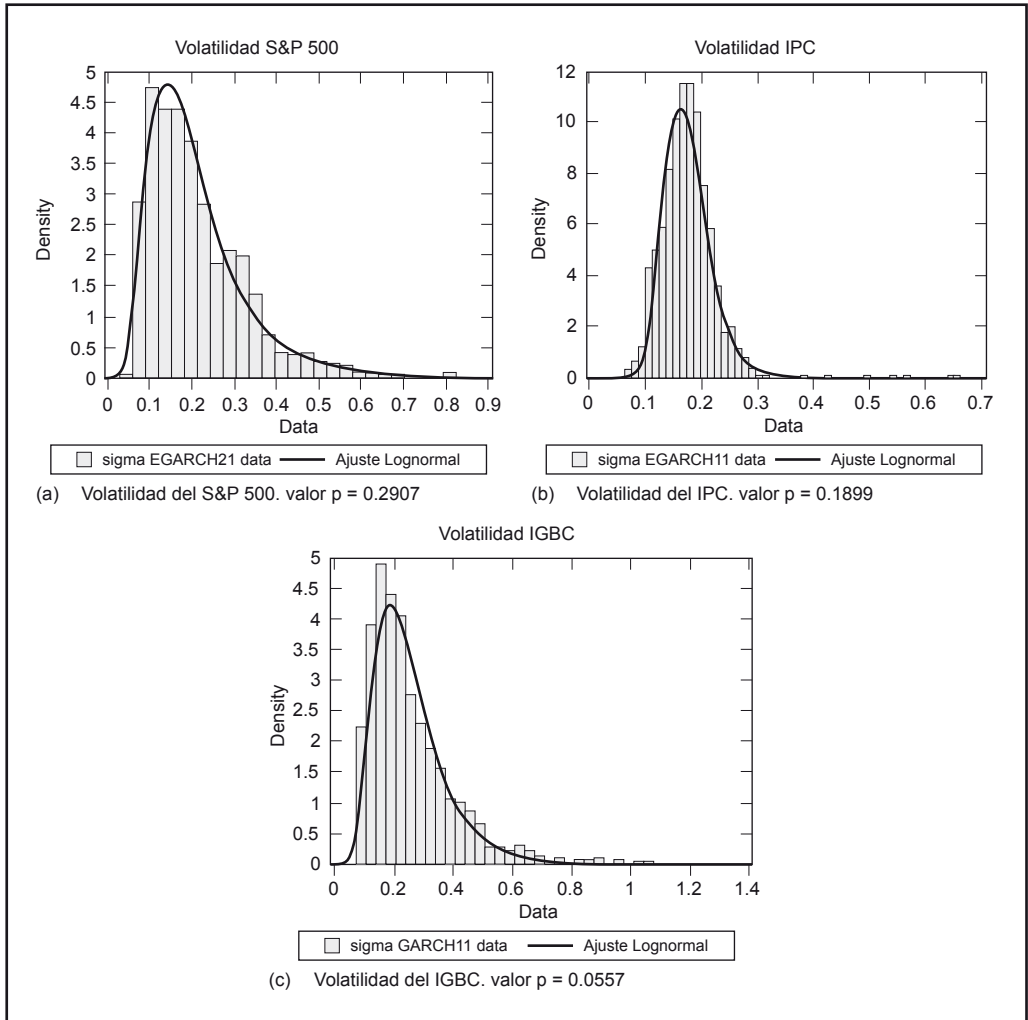 Volatilidad S&P 500
5
4.5
4
3.5
3
2.5
2
1.5
1
0.5
0
Density
0 0.1 0.2 0.3 0.4 0.5 0.6 0.7 0.8 0.9
Data
sigma EGARCH21 data Ajuste Lognormal
(a) Volatilidad del S&P 500. valor p = 0.2907
Volatilidad IPC
12
10
8
6
4
2
0
Density
0 0.1 0.2 0.3 0.4 0.5 0.6 0.7
Data
sigma EGARCH11 data Ajuste Lognormal
(b) Volatilidad del IPC. valor p = 0.1899
Volatilidad IGBC
5
4.5
4
3.5
3
2.5
2
1.5
1
0.5
0
Density
0 0.2 0.4 0.6 0.8 1 1.2 1.4
Data
sigma GARCH11 data Ajuste Lognormal
(c) Volatilidad del IGBC. valor p = 0.0557